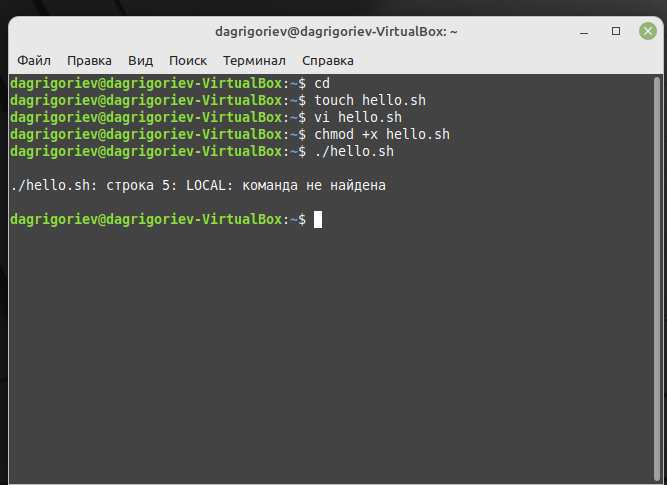 dagrigoriev@dagrigoriev-VirtualBox: ~
Файл Правка Вид Поиск Терминал Справка
dagrigoriev@dagrigoriev-VirtualBox:~$ cd
dagrigoriev@dagrigoriev-VirtualBox:~$ touch hello.sh
dagrigoriev@dagrigoriev-VirtualBox:~$ vi hello.sh
dagrigoriev@dagrigoriev-VirtualBox:~$ chmod +x hello.sh
dagrigoriev@dagrigoriev-VirtualBox:~$ ./hello.sh
./hello.sh: строка 5: LOCAL: команда не найдена
dagrigoriev@dagrigoriev-VirtualBox:~$